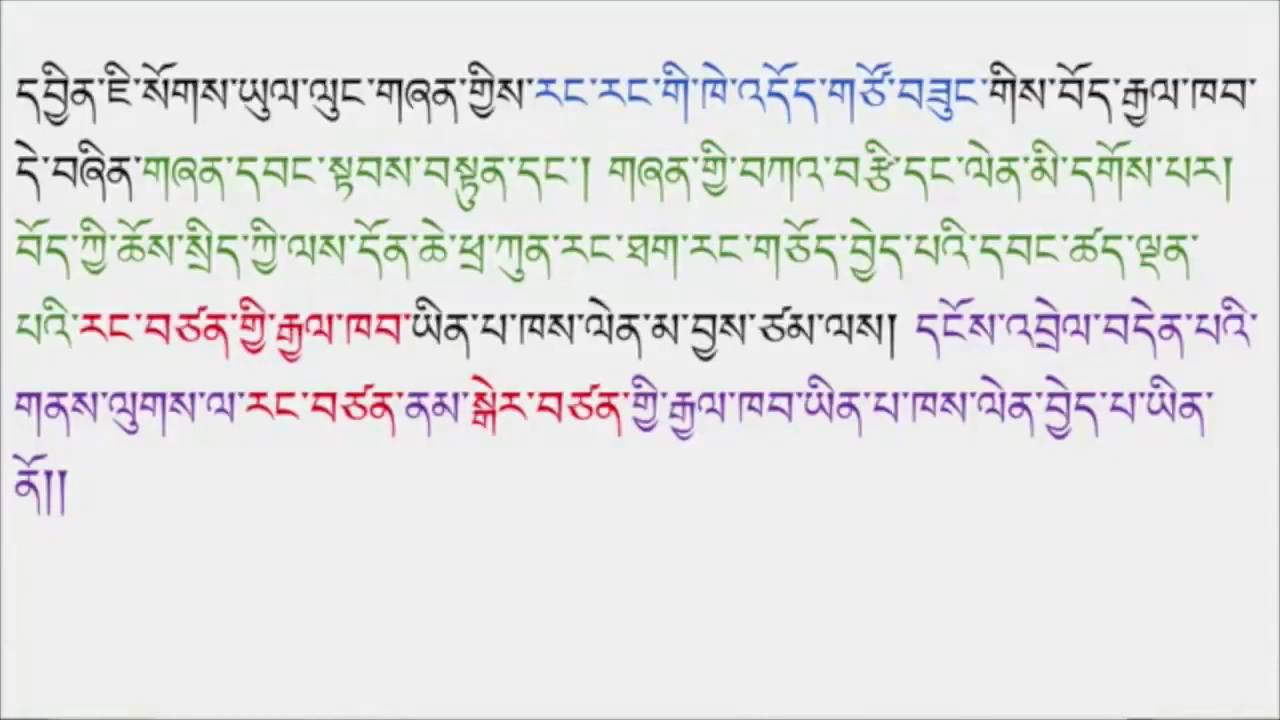 དབྱིན་ཇི་སོགས་ཡུལ་ལུང་གཞན་གྱིས་རང་རང་གི་ཁེ་འདོད་གཙོ་བཟུང་གིས་བོད་རྒྱལ་ཁབ་
དེ་བཞིན་གཞན་དབང་སྟབས་བསྟུན་དང་། གཞན་གྱི་བཀའ་བརྩི་དང་ལེན་མི་དགོས་པར།
བོད་ཀྱི་ཆོས་སྲིད་ཀྱི་ལས་དོན་ཆེ་ཕྲ་ཀུན་རང་ཐག་རང་གཅོད་བྱེད་པའི་དབང་ཚད་ལྡན་
པའི་རང་བཙན་གྱི་རྒྱལ་ཁབ་ཡིན་པ་ཁས་ལེན་མ་བྱས་ཙམ་ལས། དངོས་འབྲེལ་བདེན་པའི་
གནས་ལུགས་ལ་རང་བཙན་ནམ་སྒེར་བཙན་གྱི་རྒྱལ་ཁབ་ཡིན་པ་ཁས་ལེན་བྱེད་པ་ཡིན་
ནོ།།